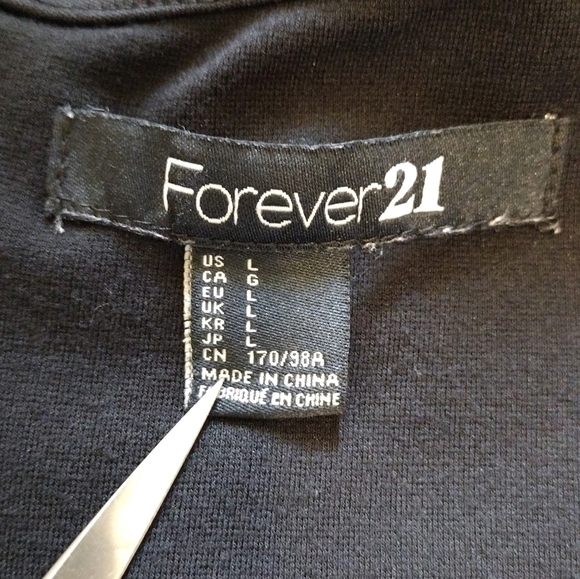 Forever21
US L
CA G
EU L
UK L
KR L
JP L
CN 170/98A
MADE IN CHINA
FABRIQUÉ EN CHINE